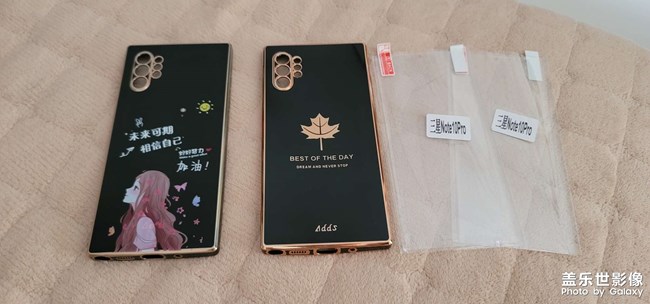 未来可期
相信自己
好好努力
加油!
BEST OF THE DAY
DREAM AND NEVER STOP
Adds
三星Note10Pro
三星Note10Pro
盖乐世影像
Photo by Galaxy